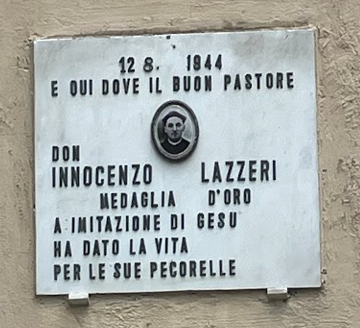 12 8. 1944
E QUI DOVE IL BUON PASTORE
DON
INNOCENZO LAZZERI
MEDAGLIA D'ORO
A IMITAZIONE DI GESU'
HA DATO LA VITA
PER LE SUE PECORELLE